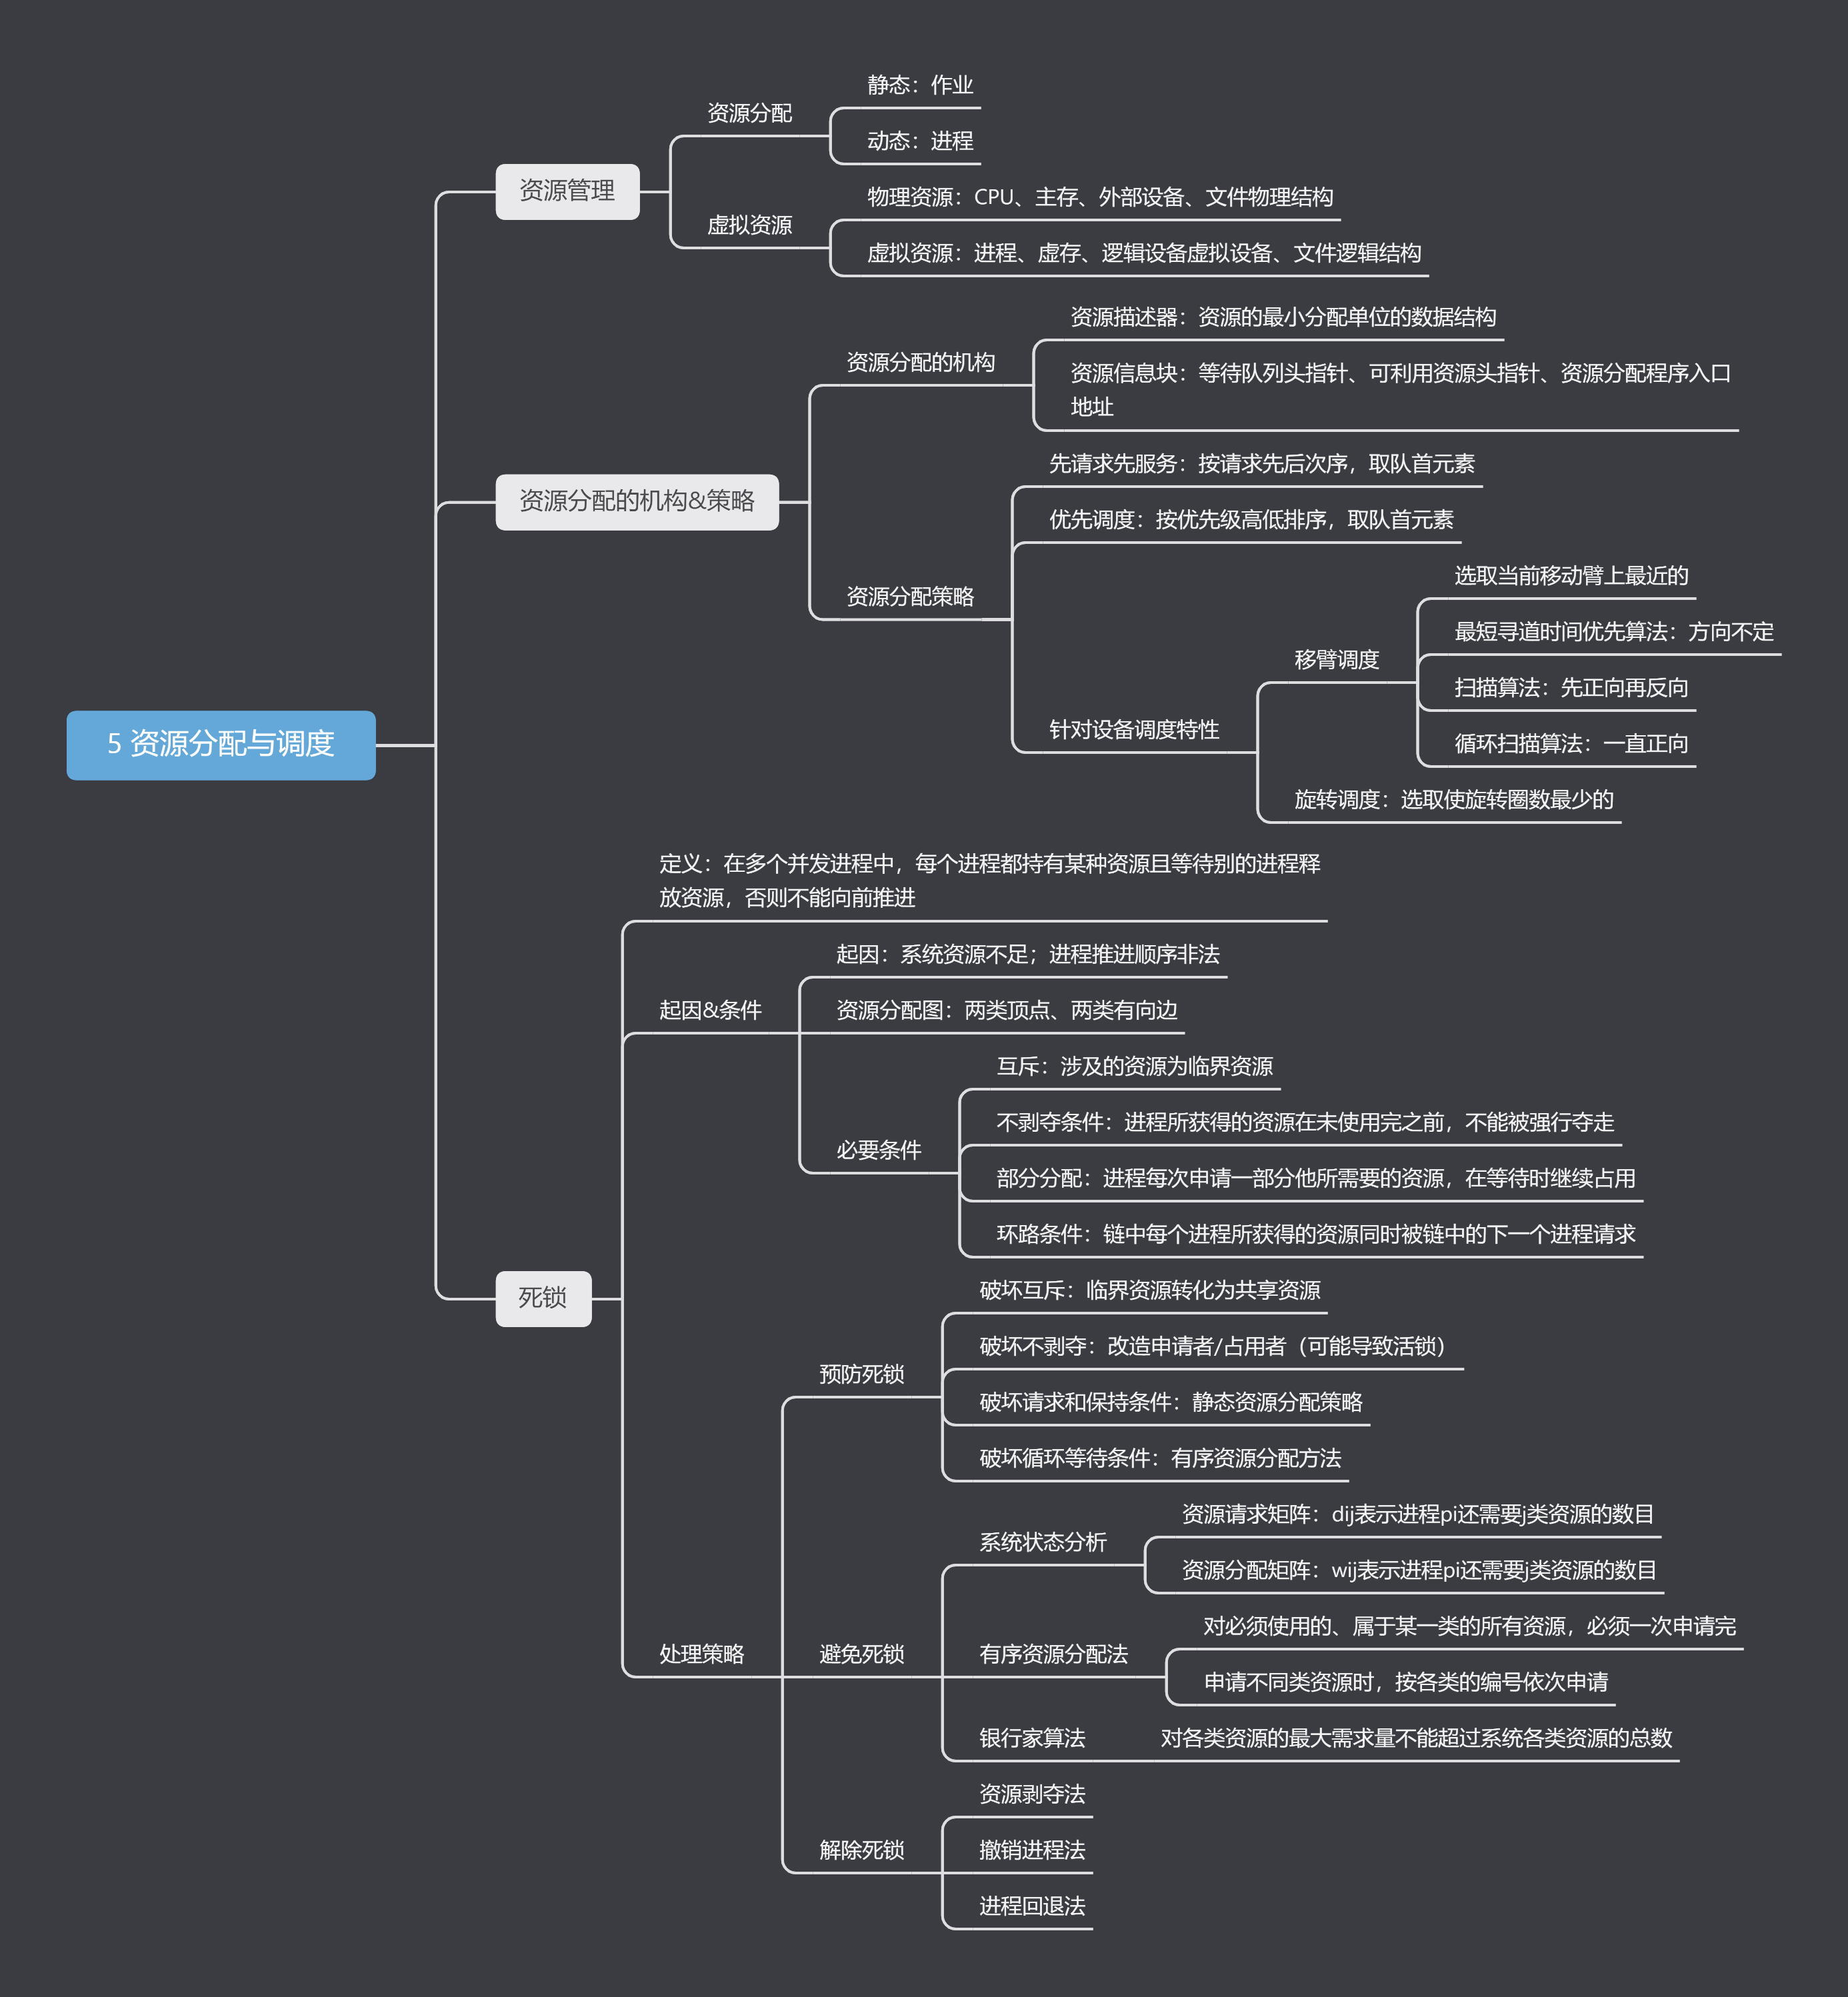 5 资源分配与调度
资源管理
资源分配
静态：作业
动态：进程
虚拟资源
物理资源：CPU、主存、外部设备、文件物理结构
虚拟资源：进程、虚存、逻辑设备虚拟设备、文件逻辑结构
资源分配的机构&策略
资源分配的机构
资源描述器：资源的最小分配单位的数据结构
资源信息块：等待队列头指针、可利用资源头指针、资源分配程序入口
地址
资源分配策略
先请求先服务：按请求先后次序，取队首元素
优先调度：按优先级高低排序，取队首元素
针对设备调度特性
移臂调度
选取当前移动臂上最近的
最短寻道时间优先算法：方向不定
扫描算法：先正向再反向
循环扫描算法：一直正向
旋转调度：选取使旋转圈数最少的
死锁
定义：在多个并发进程中，每个进程都持有某种资源且等待别的进程释
放资源，否则不能向前推进
起因&条件
起因：系统资源不足；进程推进顺序非法
资源分配图：两类顶点、两类有向边
必要条件
互斥：涉及的资源为临界资源
不剥夺条件：进程所获得的资源在未使用完之前，不能被强行夺走
部分分配：进程每次申请一部分他所需要的资源，在等待时继续占用
环路条件：链中每个进程所获得的资源同时被链中的下一个进程请求
处理策略
预防死锁
破坏互斥：临界资源转化为共享资源
破坏不剥夺：改造申请者/占用者（可能导致活锁）
破坏请求和保持条件：静态资源分配策略
破坏循环等待条件：有序资源分配方法
避免死锁
系统状态分析
资源请求矩阵：dij表示进程pi还需要j类资源的数目
资源分配矩阵：wij表示进程pi还需要j类资源的数目
有序资源分配法
对必须使用的、属于某一类的所有资源，必须一次申请完
申请不同类资源时，按各类的编号依次申请
银行家算法
对各类资源的最大需求量不能超过系统各类资源的总数
解除死锁
资源剥夺法
撤销进程法
进程回退法